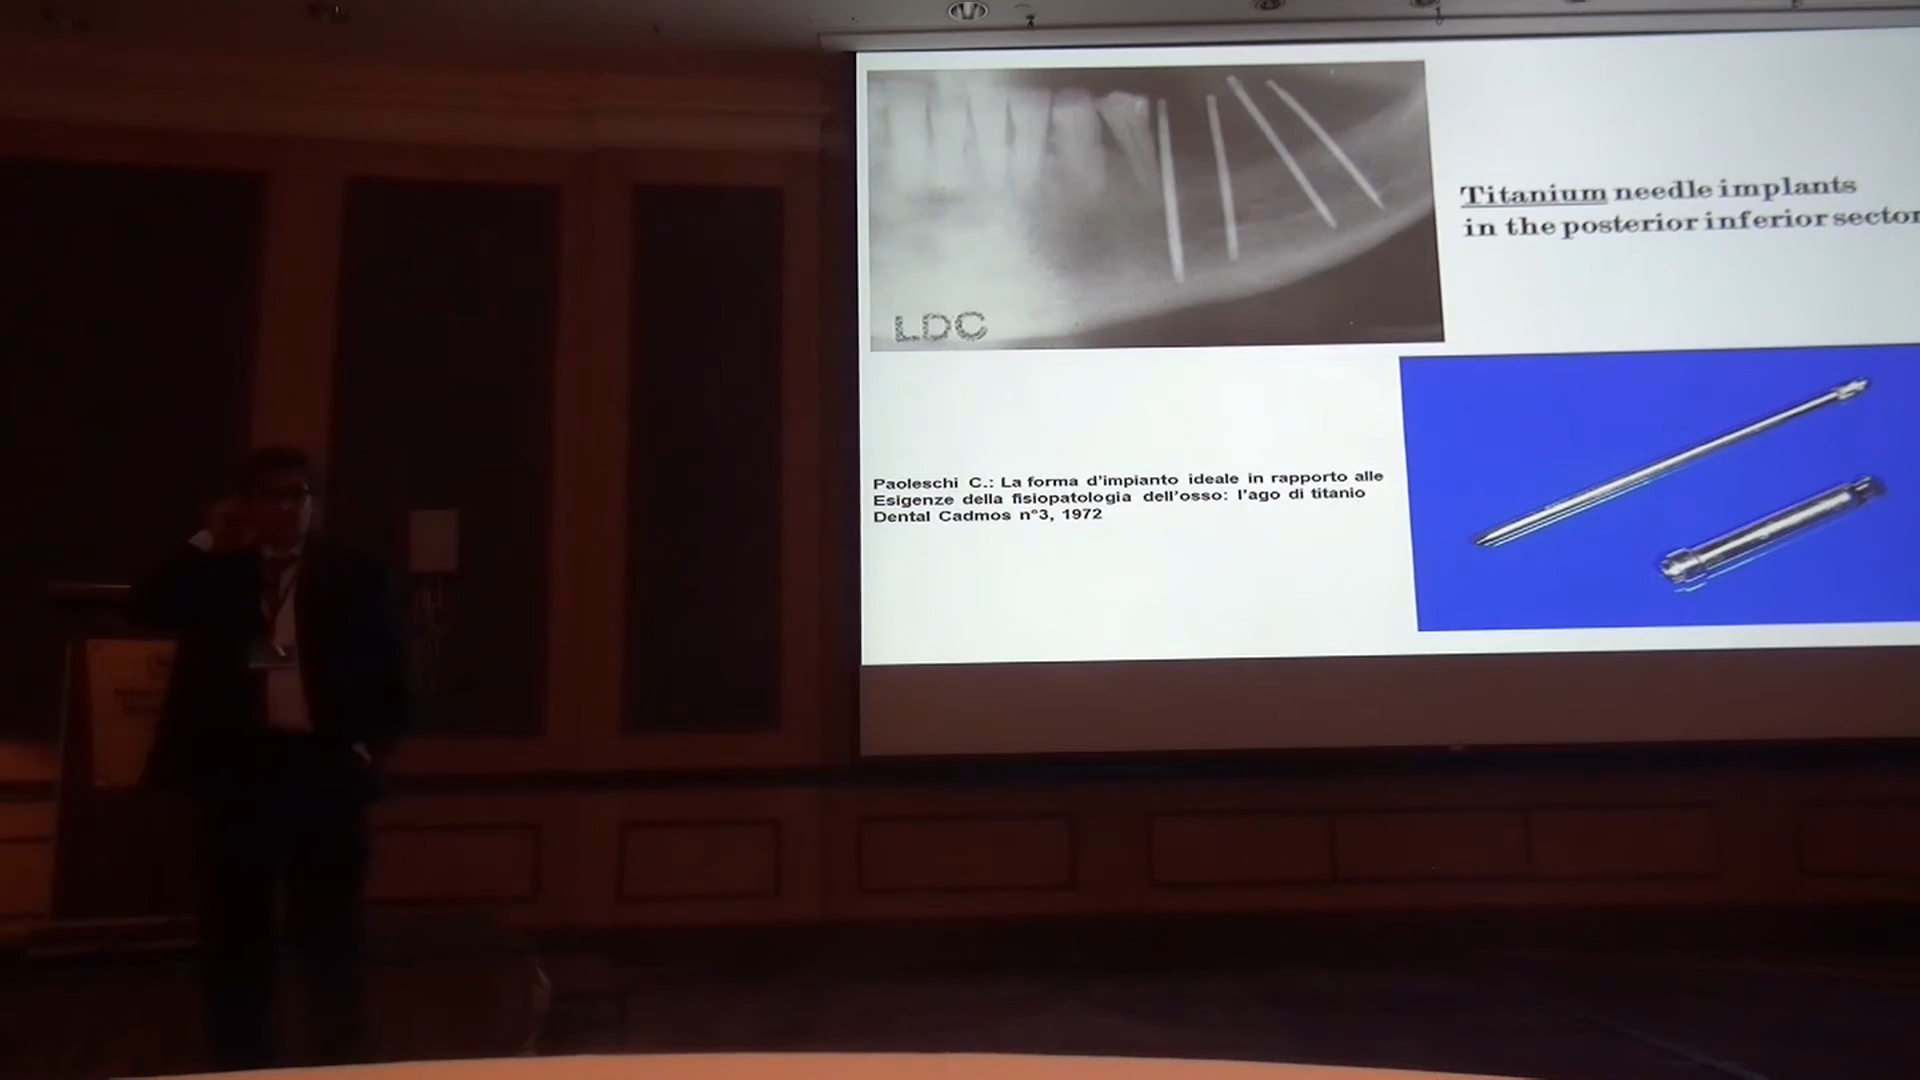 Titanium needle implants
in the posterior inferior sector
LDC
Paoleschi C.: La forma d'impianto ideale in rapporto alle
Esigenze della fisiopatologia dell'osso: l'ago di titanio
Dental Cadmos n°3, 1972